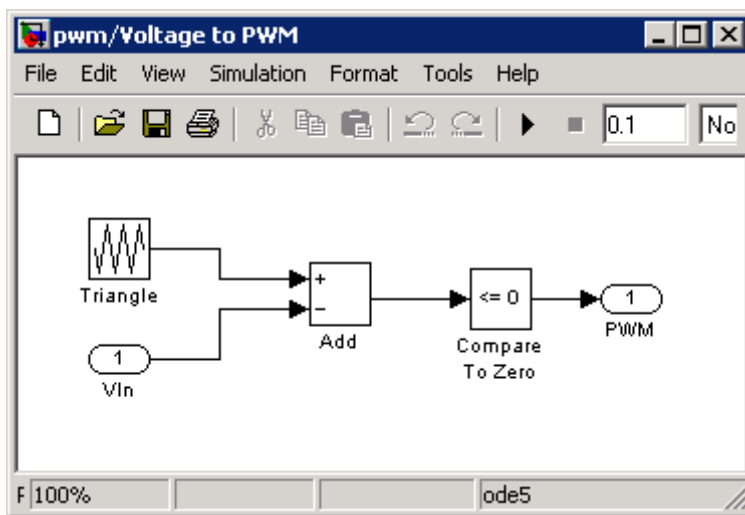 pwm/Voltage to PWM
File Edit View Simulation Format Tools Help
0.1 No
Triangle
1
VIn
+
−
Add
<= 0
Compare
To Zero
1
PWM
F 100% ode5